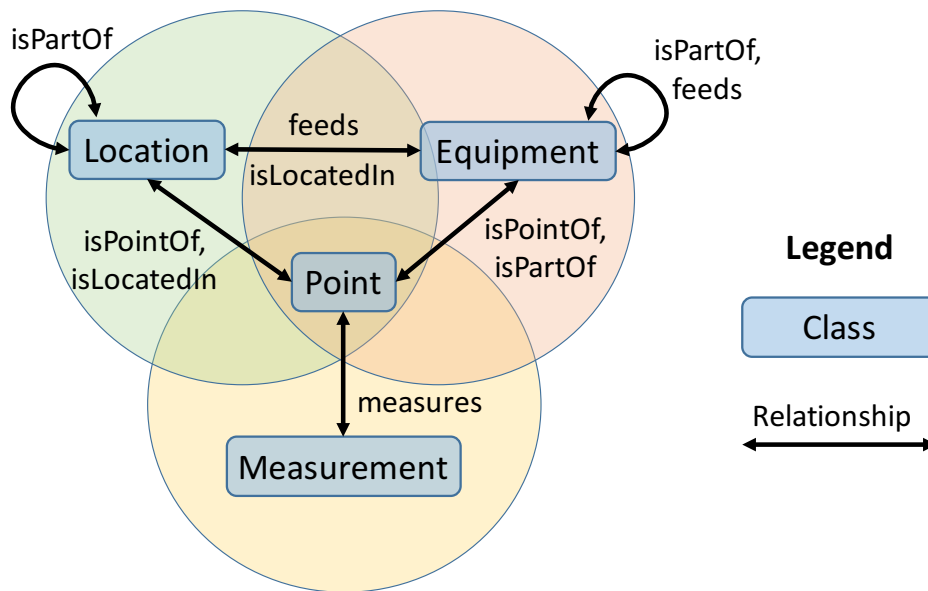 isPartOf
isPartOf,
feeds
feeds
Location
Equipment
isLocatedIn
isPointOf,
isLocatedIn
isPointOf,
isPartOf
Point
Legend
Class
measures
Relationship
Measurement